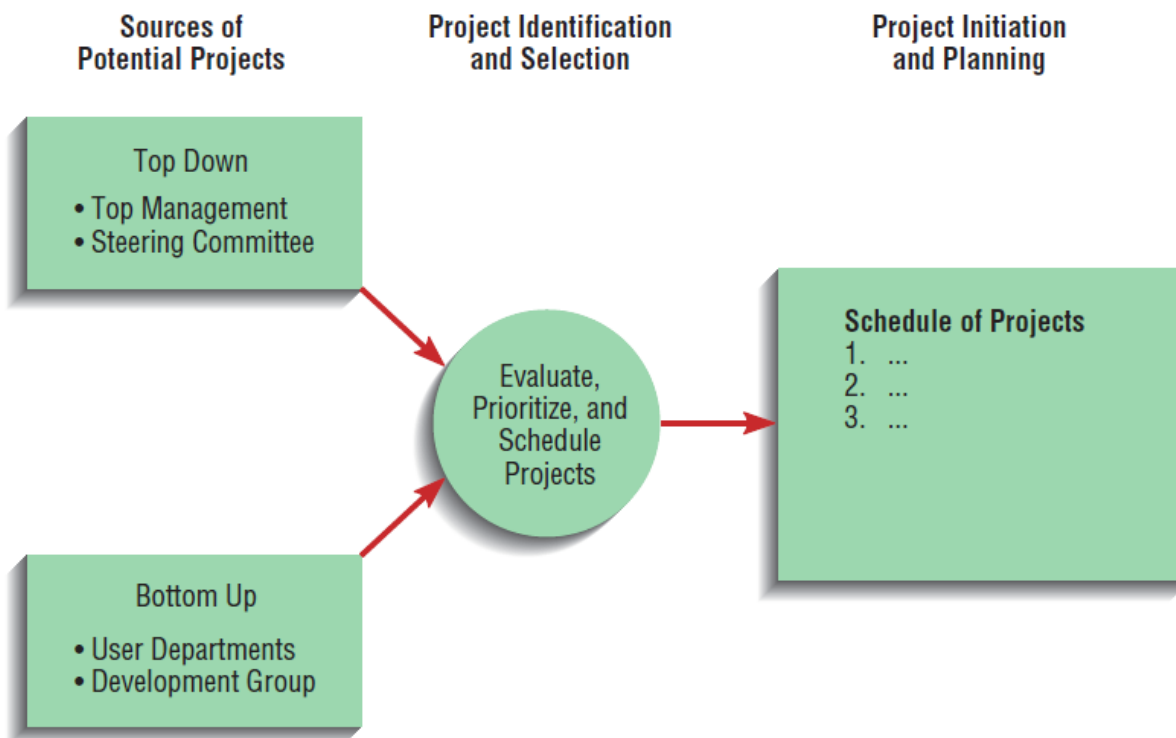 Sources of
Potential Projects
Project Identification
and Selection
Project Initiation
and Planning
Top Down
• Top Management
• Steering Committee
Evaluate,
Prioritize, and
Schedule
Projects
Schedule of Projects
1. ...
2. ...
3. ...
Bottom Up
• User Departments
• Development Group